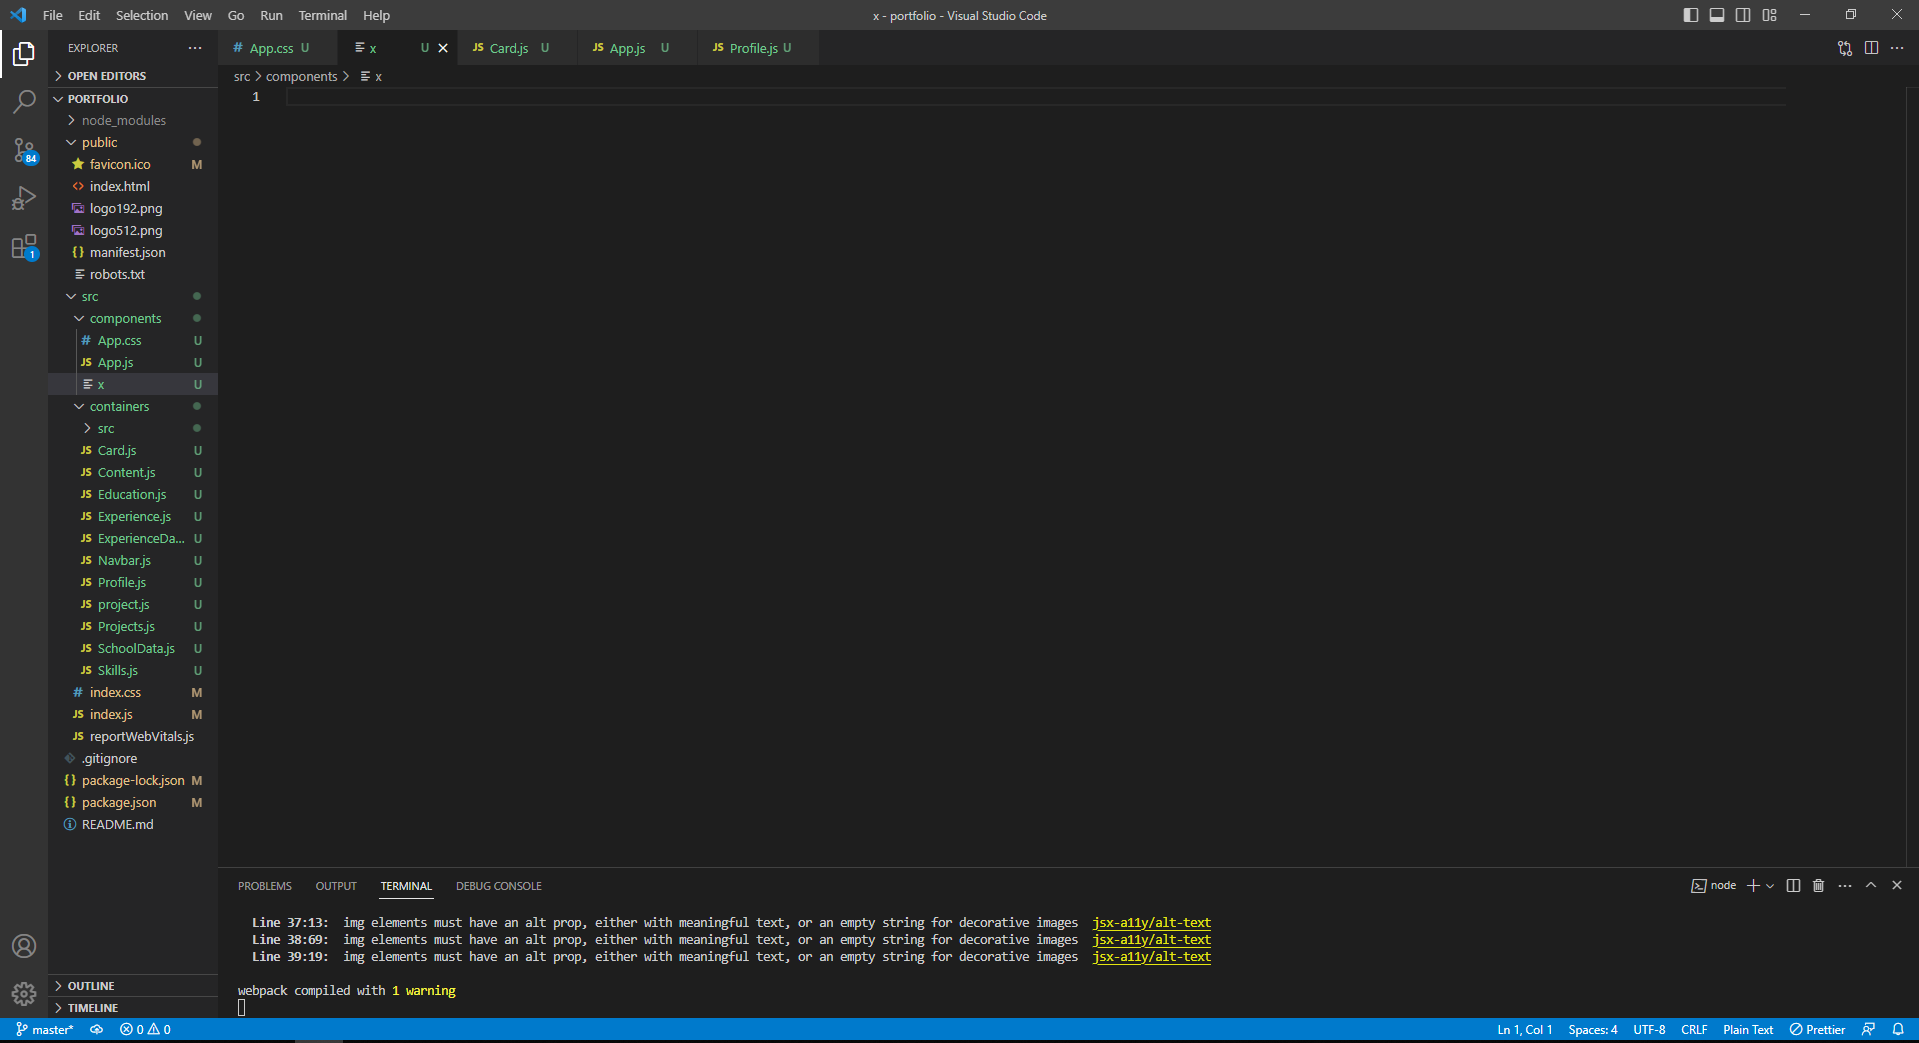 File Edit Selection View Go Run Terminal Help
x - portfolio - Visual Studio Code
EXPLORER
OPEN EDITORS
PORTFOLIO
node_modules
public
favicon.ico M
index.html
logo192.png
logo512.png
manifest.json
robots.txt
src
components
App.css U
App.js U
x U
containers
src
Card.js U
Content.js U
Education.js U
Experience.js U
ExperienceDa... U
Navbar.js U
Profile.js U
project.js U
Projects.js U
SchoolData.js U
Skills.js U
index.css M
index.js M
reportWebVitals.js
.gitignore
package-lock.json M
package.json M
README.md
OUTLINE
TIMELINE
84
1
# App.css U
x U
JS Card.js U
JS App.js U
JS Profile.js U
src > components > x
1
PROBLEMS OUTPUT TERMINAL DEBUG CONSOLE
node
Line 37:13: img elements must have an alt prop, either with meaningful text, or an empty string for decorative images jsx-a11y/alt-text
Line 38:69: img elements must have an alt prop, either with meaningful text, or an empty string for decorative images jsx-a11y/alt-text
Line 39:19: img elements must have an alt prop, either with meaningful text, or an empty string for decorative images jsx-a11y/alt-text
webpack compiled with 1 warning
master* 0 0
Ln 1, Col 1 Spaces: 4 UTF-8 CRLF Plain Text Prettier